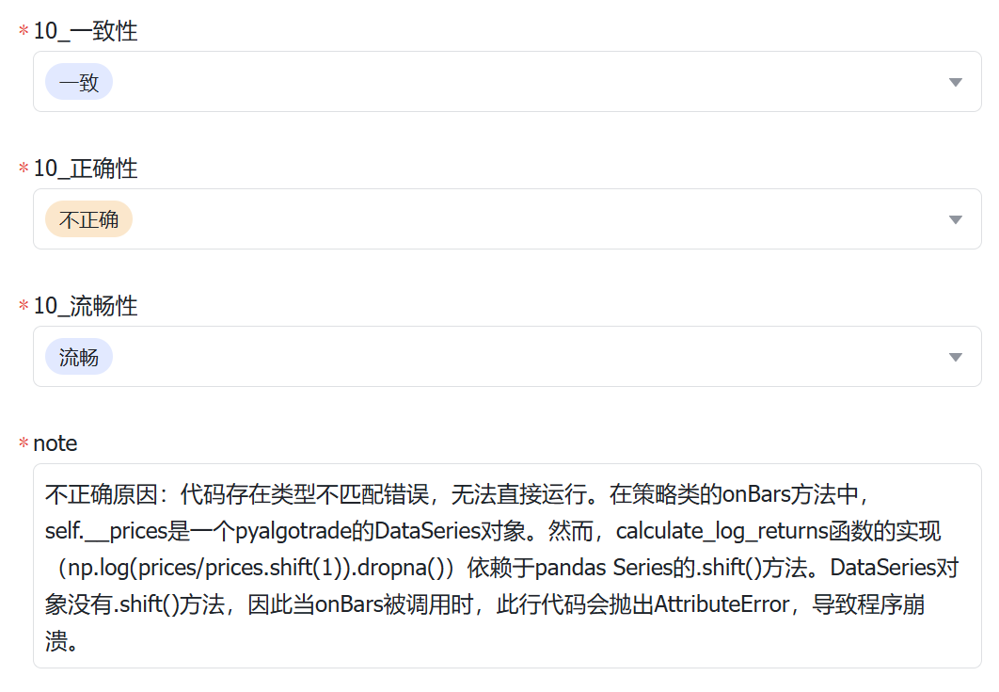 *10_一致性
一致
*10_正确性
不正确
*10_流畅性
流畅
*note
不正确原因：代码存在类型不匹配错误，无法直接运行。在策略类的onBars方法中，
self.__prices是一个pyalgotrade的DataSeries对象。然而，calculate_log_returns函数的实现
（np.log(prices/prices.shift(1)).dropna()）依赖于pandas Series的.shift()方法。DataSeries对
象没有.shift()方法，因此当onBars被调用时，此行代码会抛出AttributeError，导致程序崩
溃。